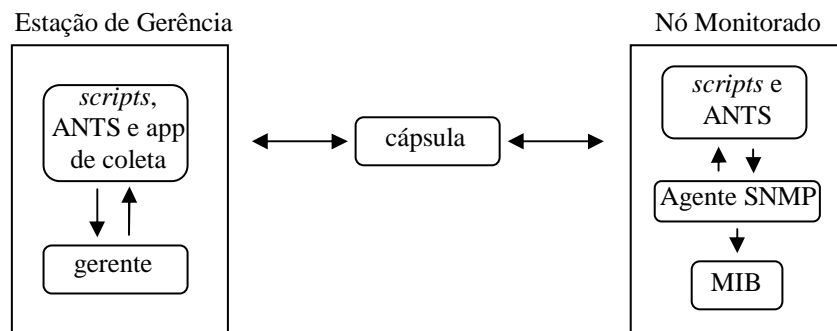 Estação de Gerência
scripts,
ANTS e app
de coleta
gerente
cápsula
Nó Monitorado
scripts e
ANTS
Agente SNMP
MIB